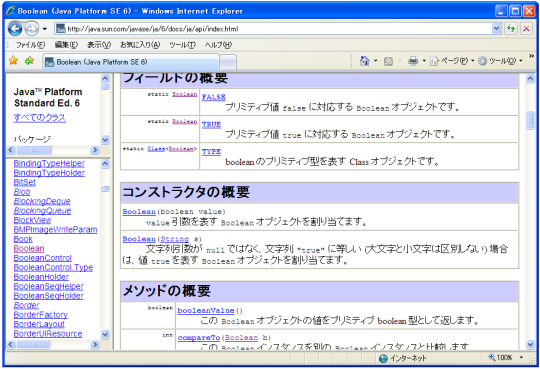 Boolean (Java Platform SE 6) - Windows Internet Explorer
http://java.sun.com/javase/ja/6/docs/ja/api/index.html
ファイル(F) 編集(E) 表示(V) お気に入り(A) ツール(T) ヘルプ(H)
Boolean (Java Platform SE 6)
ページ(P) ツール(O)
Java™ Platform
Standard Ed. 6
すべてのクラス
パッケージ
BindingTypeHelper
BindingTypeHolder
BitSet
Blob
BlockingDeque
BlockingQueue
BlockView
BMPImageWriteParam
Book
Boolean
BooleanControl
BooleanControl.Type
BooleanHolder
BooleanSeqHelper
BooleanSeqHolder
Border
BorderFactory
BorderLayout
BorderUIResource
フィールドの概要
static Boolean FALSE
プリミティブ値 false に対応する Boolean オブジェクトです。
static Boolean TRUE
プリミティブ値 true に対応する Boolean オブジェクトです。
static Class<Boolean> TYPE
boolean のプリミティブ型を表す Class オブジェクトです。
コンストラクタの概要
Boolean(boolean value)
value 引数を表す Boolean オブジェクトを割り当てます。
Boolean(String s)
文字列引数が null ではなく、文字列 "true" に等しい (大文字と小文字は区別しない) 場合
は、値 true を表す Boolean オブジェクトを割り当てます。
メソッドの概要
boolean booleanValue()
この Boolean オブジェクトの値をプリミティブ boolean 型として返します。
int compareTo(Boolean b)
この Boolean インスタンスを別の Boolean インスタンスと比較します。
インターネット 100%